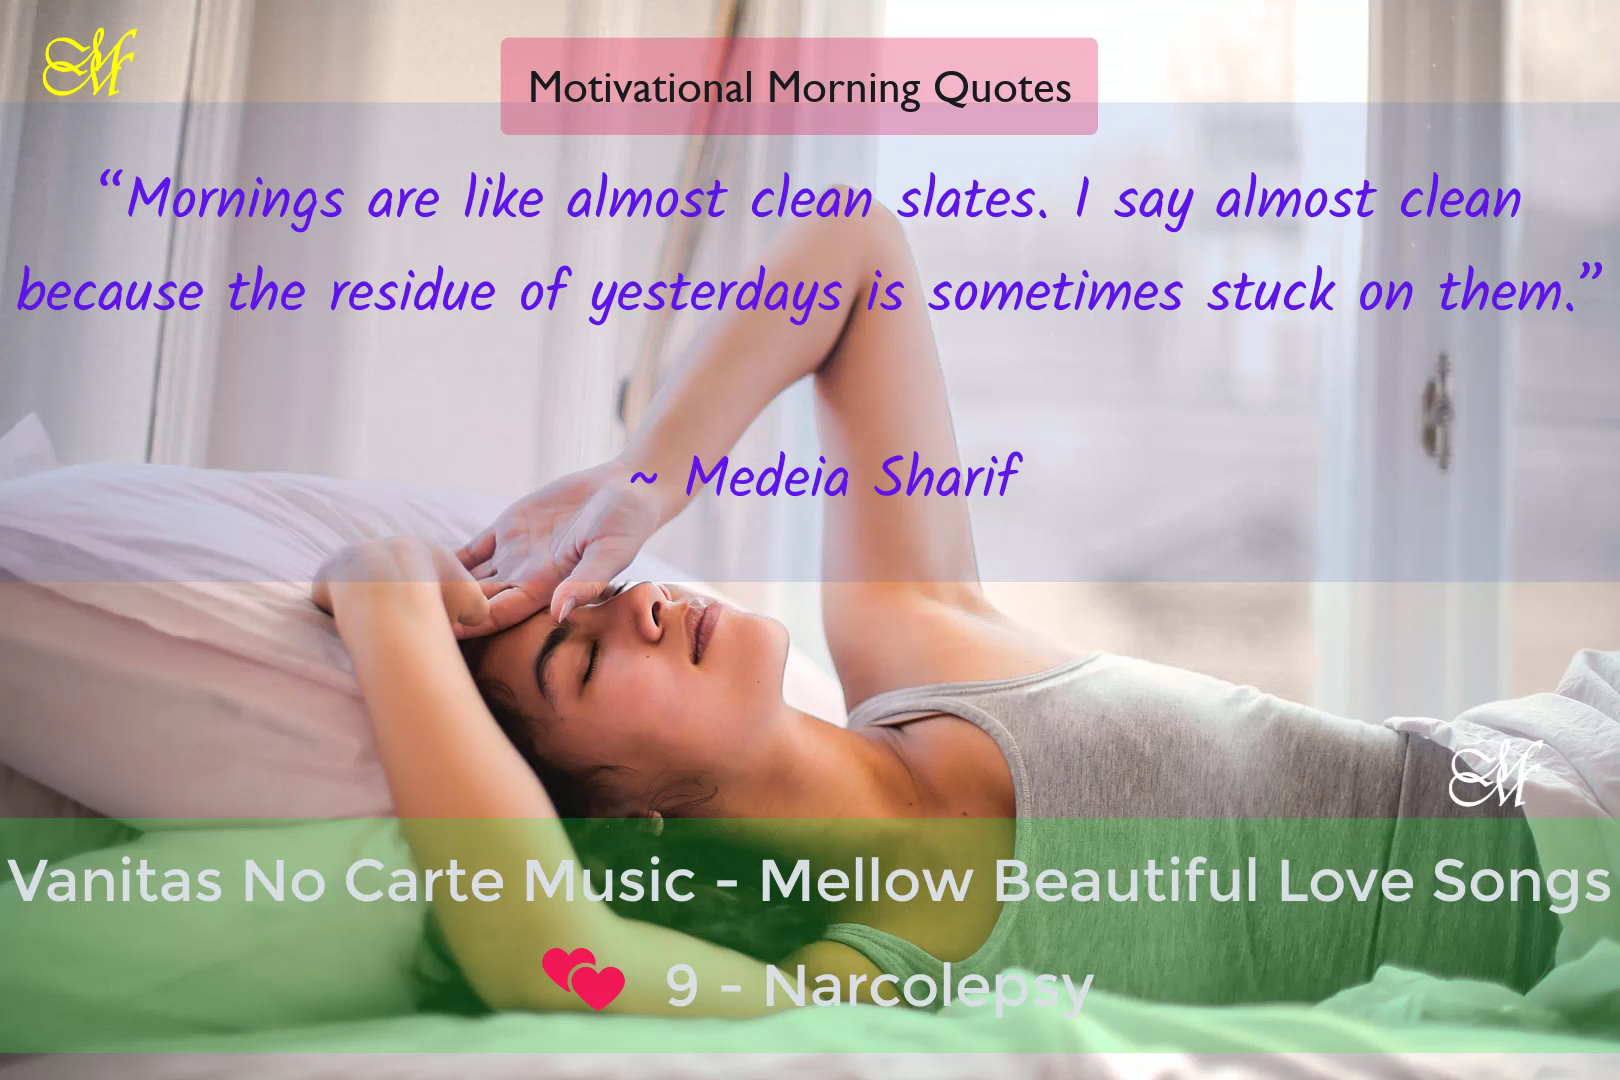 Motivational Morning Quotes
“Mornings are like almost clean slates. I say almost clean
because the residue of yesterdays is sometimes stuck on them.”
~ Medeia Sharif
Vanitas No Carte Music - Mellow Beautiful Love Songs
9 - Narcolepsy